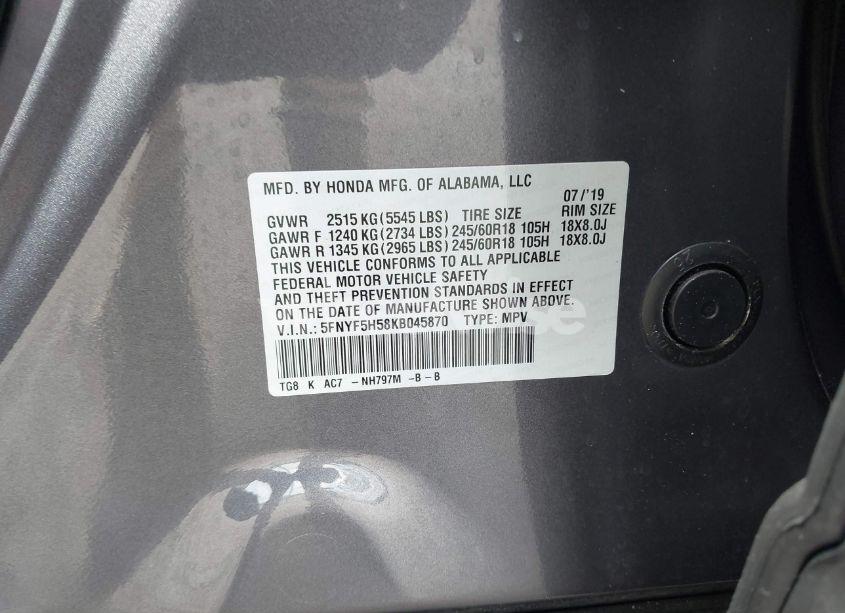 MFD. BY HONDA MFG. OF ALABAMA, LLC 07/'19
GVWR 2515 KG (5545 LBS) TIRE SIZE RIM SIZE
GAWR F 1240 KG (2734 LBS) 245/60R18 105H 18X8.0J
GAWR R 1345 KG (2965 LBS) 245/60R18 105H 18X8.0J
THIS VEHICLE CONFORMS TO ALL APPLICABLE
FEDERAL MOTOR VEHICLE SAFETY
AND THEFT PREVENTION STANDARDS IN EFFECT
ON THE DATE OF MANUFACTURE SHOWN ABOVE.
V.I.N.: 5FNYF5H58KB045870 TYPE: MPV
TG8 K AC7 -NH797M -B-B
25